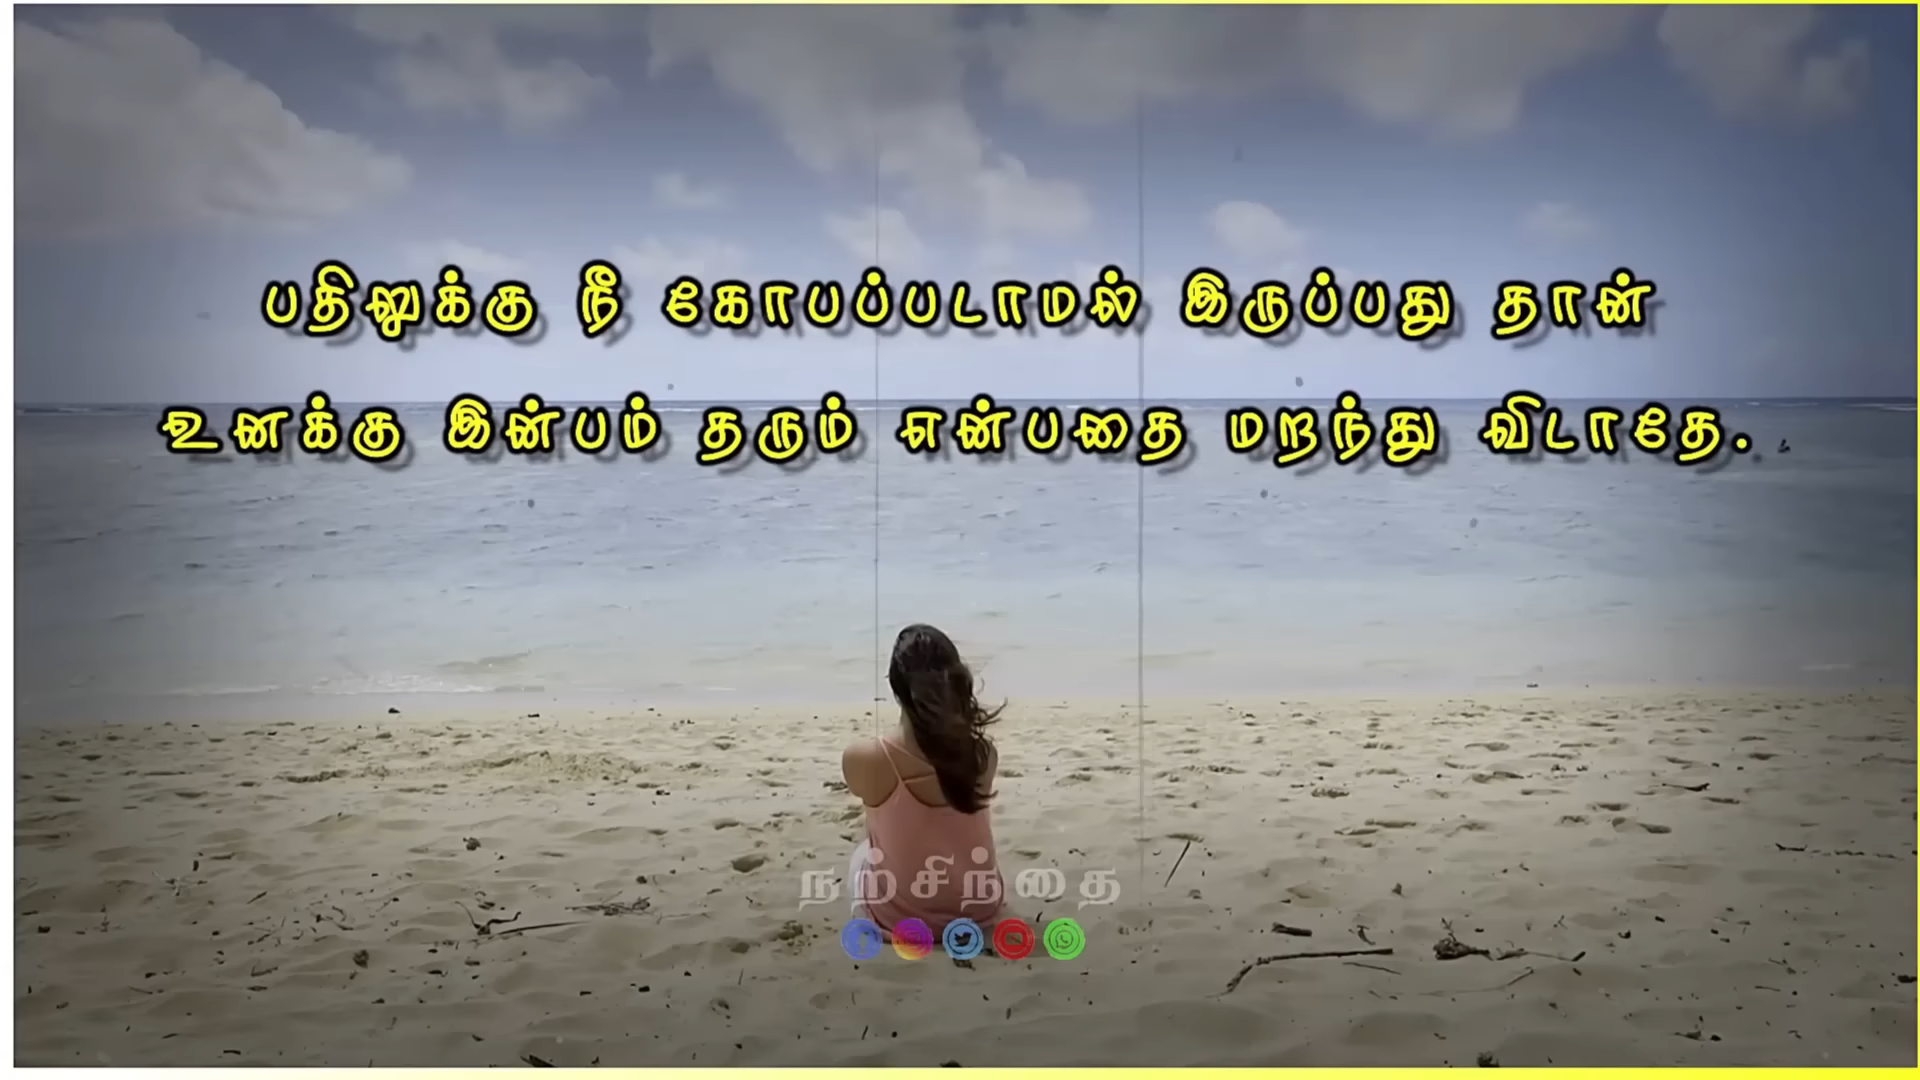 பதிலுக்கு நீ கோபப்படாமல் இருப்பது தான்
உனக்கு இன்பம் தரும் என்பதை மறந்து விடாதே.
நற்சிந்தை